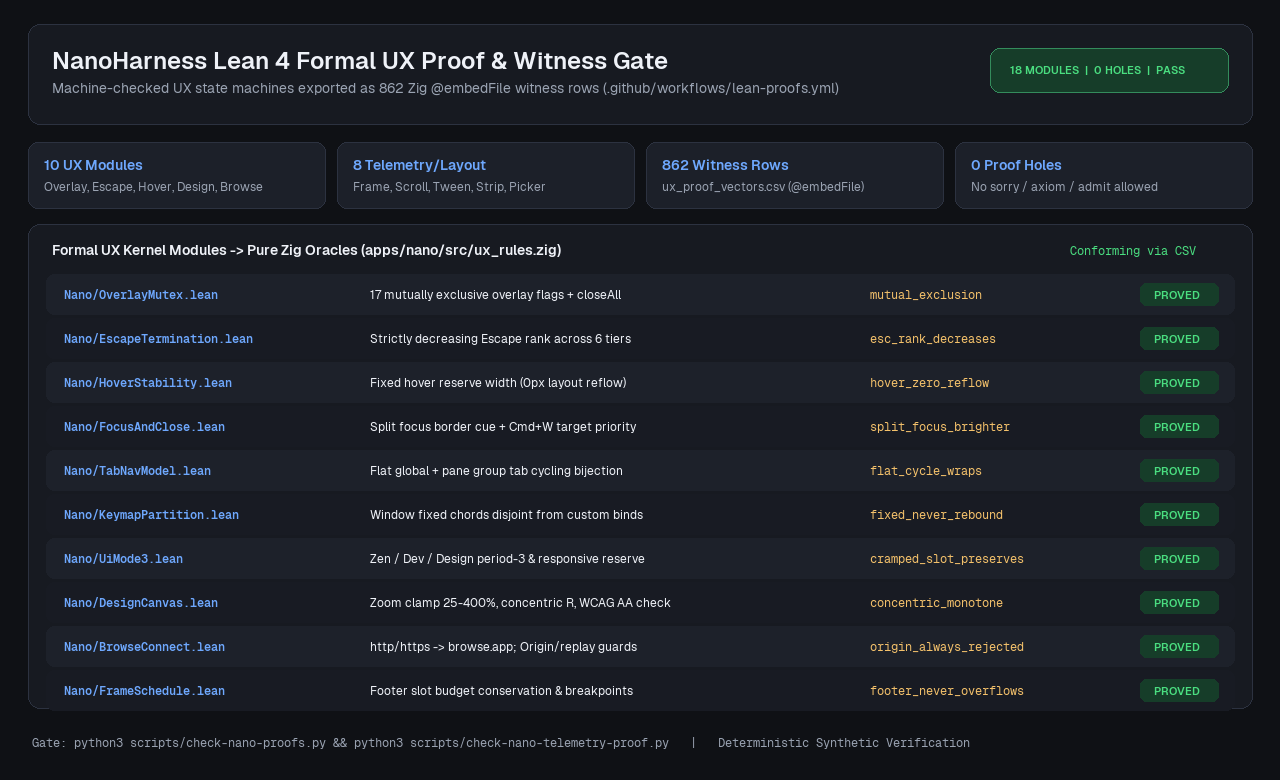 NanoHarness Lean 4 Formal UX Proof & Witness Gate
Machine-checked UX state machines exported as 862 Zig @embedFile witness rows (.github/workflows/lean-proofs.yml)
18 MODULES | 0 HOLES | PASS
10 UX Modules
Overlay, Escape, Hover, Design, Browse
8 Telemetry/Layout
Frame, Scroll, Tween, Strip, Picker
862 Witness Rows
ux_proof_vectors.csv (@embedFile)
0 Proof Holes
No sorry / axiom / admit allowed
Formal UX Kernel Modules -> Pure Zig Oracles (apps/nano/src/ux_rules.zig) Conforming via CSV
Nano/OverlayMutex.lean 17 mutually exclusive overlay flags + closeAll mutual_exclusion PROVED
Nano/EscapeTermination.lean Strictly decreasing Escape rank across 6 tiers esc_rank_decreases PROVED
Nano/HoverStability.lean Fixed hover reserve width (0px layout reflow) hover_zero_reflow PROVED
Nano/FocusAndClose.lean Split focus border cue + Cmd+W target priority split_focus_brighter PROVED
Nano/TabNavModel.lean Flat global + pane group tab cycling bijection flat_cycle_wraps PROVED
Nano/KeymapPartition.lean Window fixed chords disjoint from custom binds fixed_never_rebound PROVED
Nano/UiMode3.lean Zen / Dev / Design period-3 & responsive reserve cramped_slot_preserves PROVED
Nano/DesignCanvas.lean Zoom clamp 25-400%, concentric R, WCAG AA check concentric_monotone PROVED
Nano/BrowseConnect.lean http/https -> browse.app; Origin/replay guards origin_always_rejected PROVED
Nano/FrameSchedule.lean Footer slot budget conservation & breakpoints footer_never_overflows PROVED
Gate: python3 scripts/check-nano-proofs.py && python3 scripts/check-nano-telemetry-proof.py | Deterministic Synthetic Verification